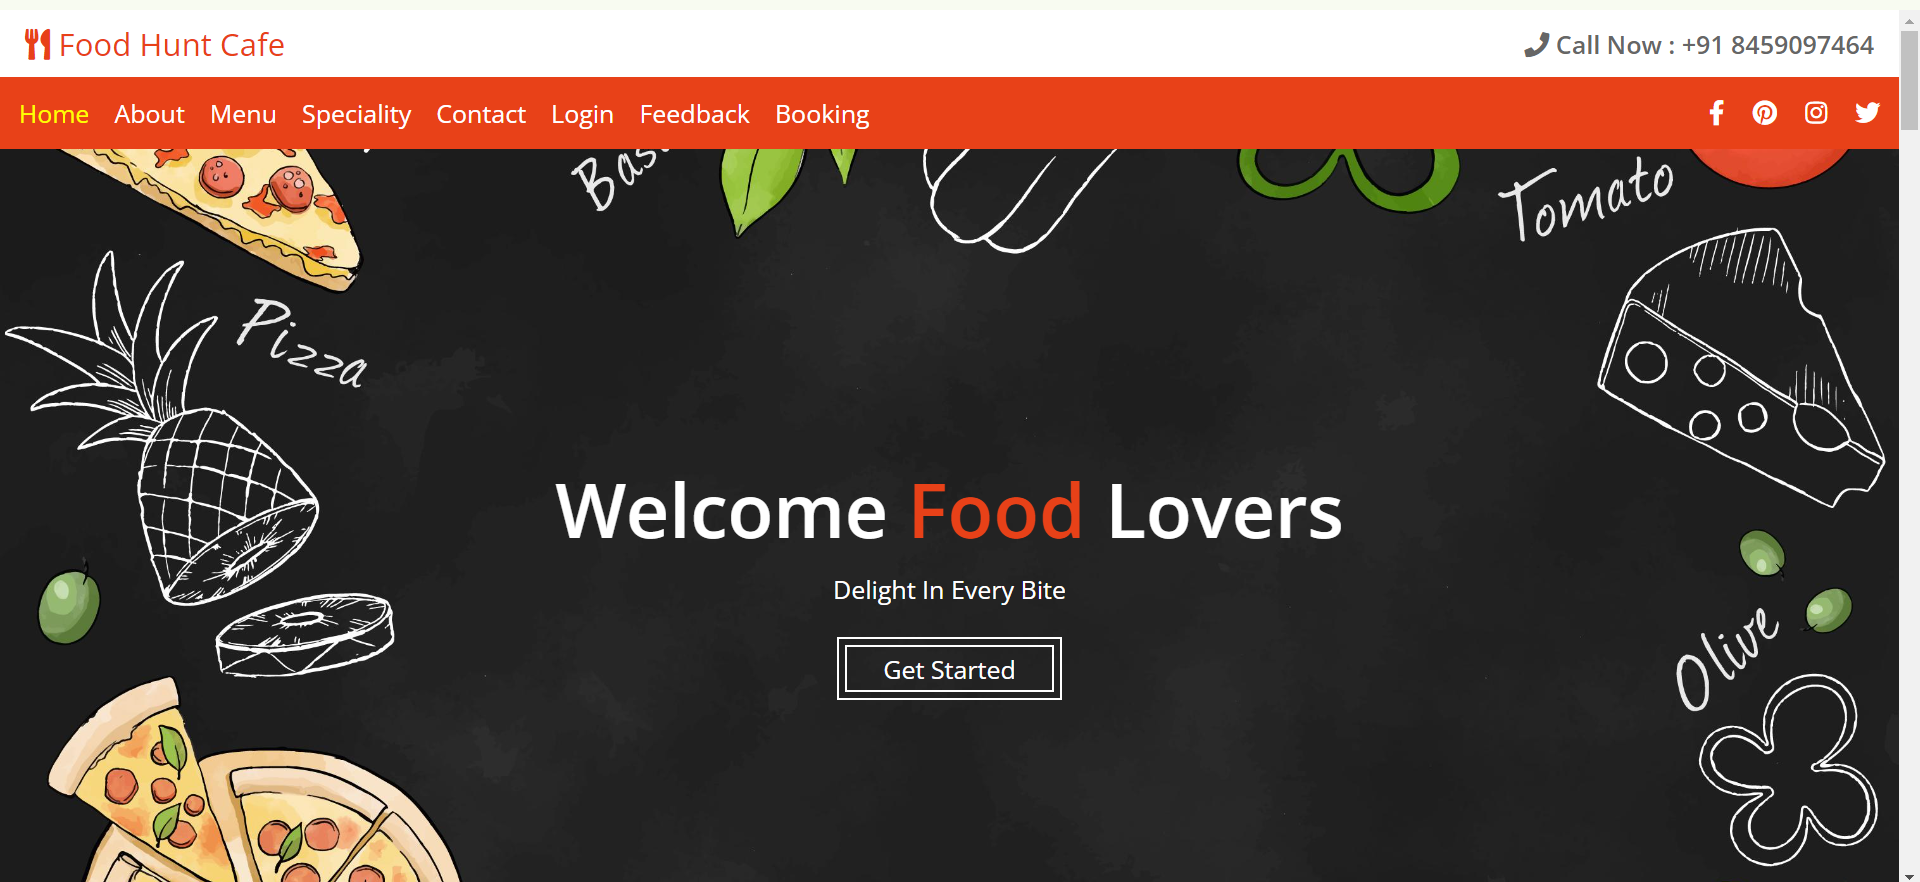 Food Hunt Cafe
Call Now : +91 8459097464
Home About Menu Speciality Contact Login Feedback Booking
Bas
Tomato
Pizza
Welcome Food Lovers
Delight In Every Bite
Get Started
Olive